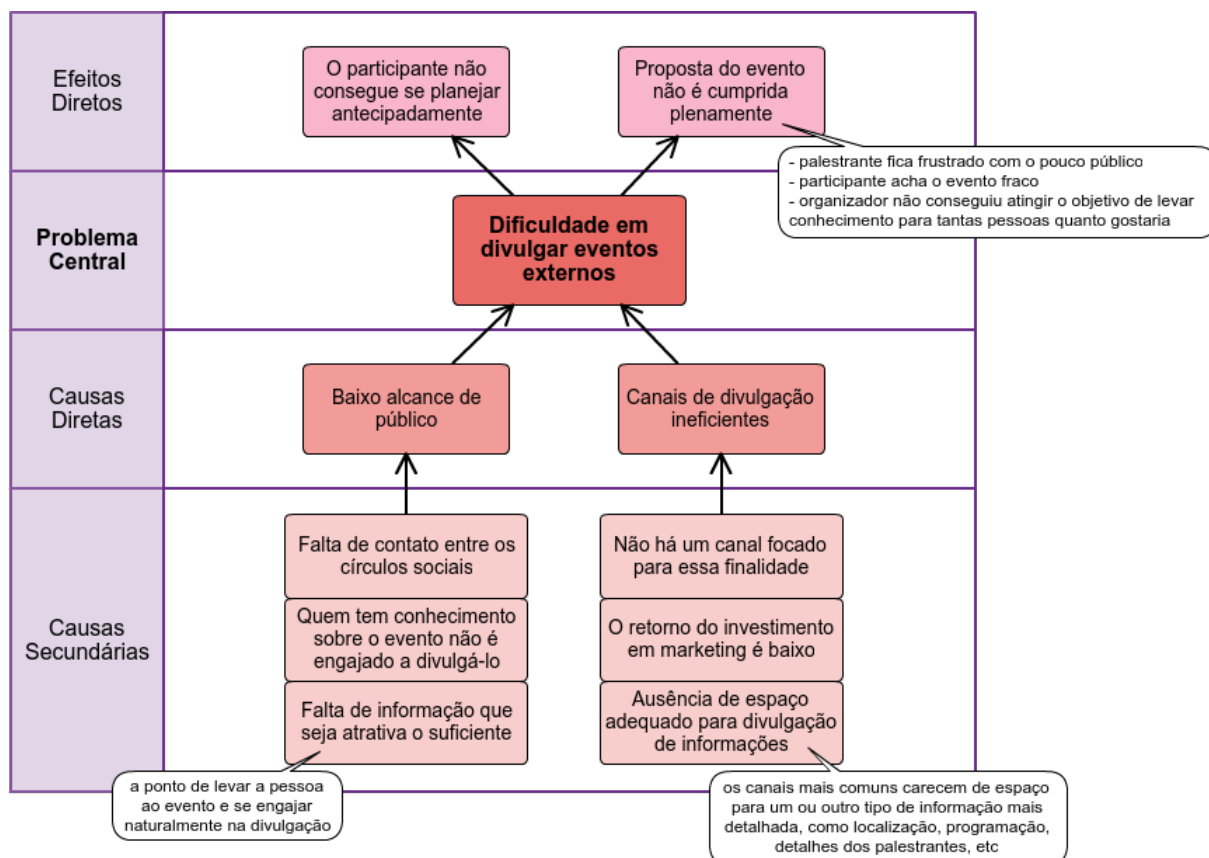 Efeitos
Diretos
O participante não
consegue se planejar
antecipadamente
Proposta do evento
não é cumprida
plenamente
- palestrante fica frustrado com o pouco público
- participante acha o evento fraco
- organizador não conseguiu atingir o objetivo de levar
conhecimento para tantas pessoas quanto gostaria
Problema
Central
Dificuldade em
divulgar eventos
externos
Causas
Diretas
Baixo alcance de
público
Canais de divulgação
ineficientes
Causas
Secundárias
Falta de contato entre os
círculos sociais
Quem tem conhecimento
sobre o evento não é
engajado a divulgá-lo
Falta de informação que
seja atrativa o suficiente
a ponto de levar a pessoa
ao evento e se engajar
naturalmente na divulgação
Não há um canal focado
para essa finalidade
O retorno do investimento
em marketing é baixo
Ausência de espaço
adequado para divulgação
de informações
os canais mais comuns carecem de espaço
para um ou outro tipo de informação mais
detalhada, como localização, programação,
detalhes dos palestrantes, etc